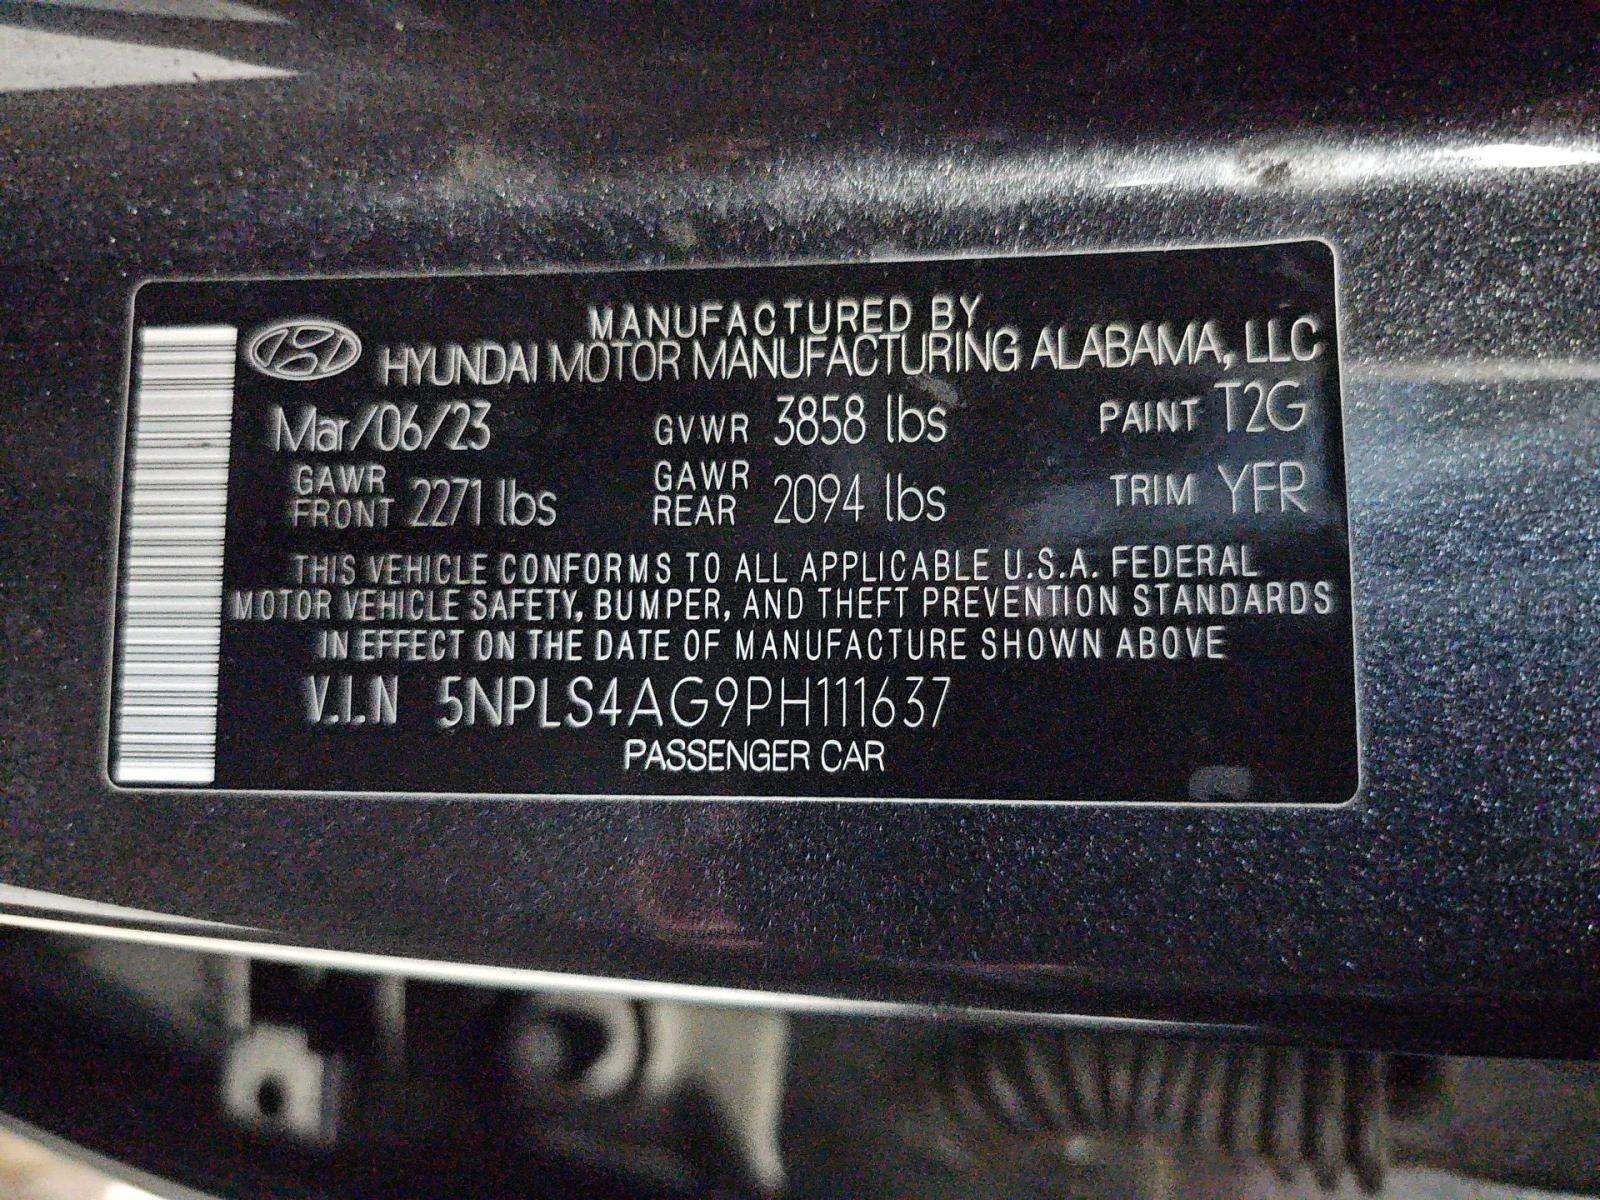 MANUFACTURED BY
HYUNDAI MOTOR MANUFACTURING ALABAMA, LLC
Mar/06/23 GVWR 3858 lbs PAINT T2G
GAWR FRONT 2271 lbs GAWR REAR 2094 lbs TRIM YFR
THIS VEHICLE CONFORMS TO ALL APPLICABLE U.S.A. FEDERAL
MOTOR VEHICLE SAFETY, BUMPER, AND THEFT PREVENTION STANDARDS
IN EFFECT ON THE DATE OF MANUFACTURE SHOWN ABOVE
V.I.N 5NPLS4AG9PH111637
PASSENGER CAR